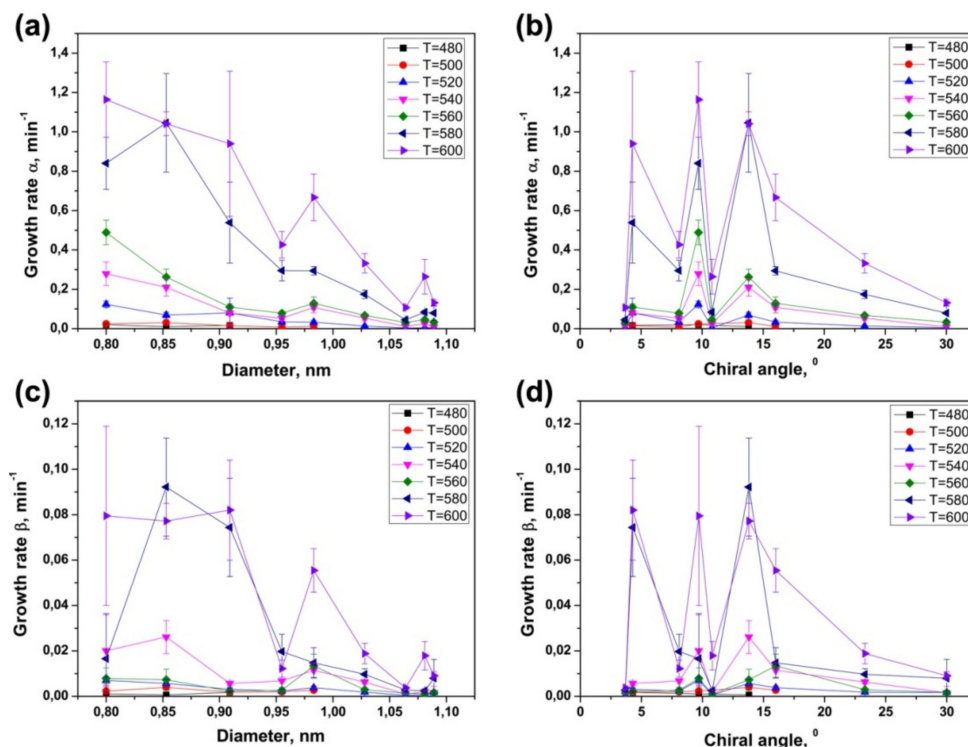 (a)
Growth rate α, min-1
1,4
1,2
1,0
0,8
0,6
0,4
0,2
0,0
T=480
T=500
T=520
T=540
T=560
T=580
T=600
0,80 0,85 0,90 0,95 1,00 1,05 1,10
Diameter, nm
(b)
Growth rate α, min-1
1,4
1,2
1,0
0,8
0,6
0,4
0,2
0,0
T=480
T=500
T=520
T=540
T=560
T=580
T=600
5 10 15 20 25 30
Chiral angle, 0
(c)
Growth rate β, min-1
0,12
0,10
0,08
0,06
0,04
0,02
0,00
T=480
T=500
T=520
T=540
T=560
T=580
T=600
0,80 0,85 0,90 0,95 1,00 1,05 1,10
Diameter, nm
(d)
Growth rate β, min-1
0,12
0,10
0,08
0,06
0,04
0,02
0,00
T=480
T=500
T=520
T=540
T=560
T=580
T=600
5 10 15 20 25 30
Chiral angle, 0